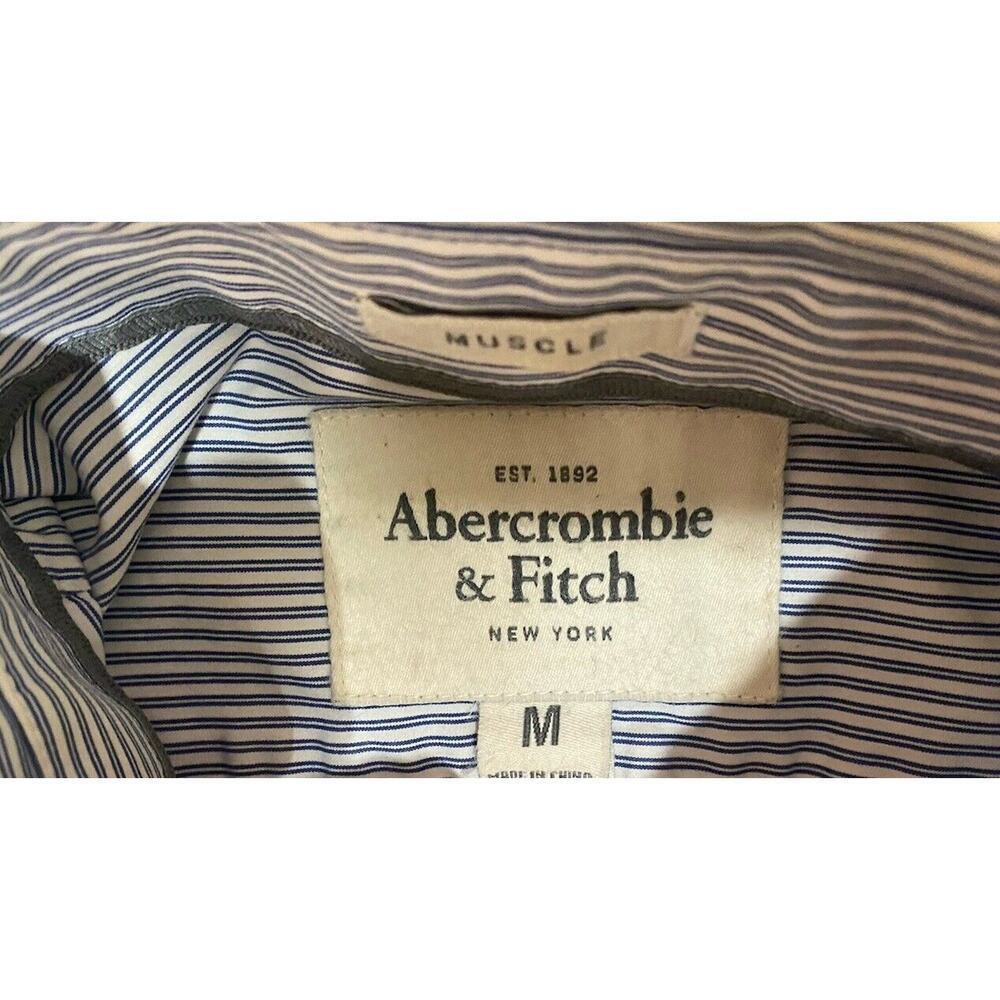 MUSCLE
EST. 1892
Abercrombie
& Fitch
NEW YORK
M
MADE IN CHINA